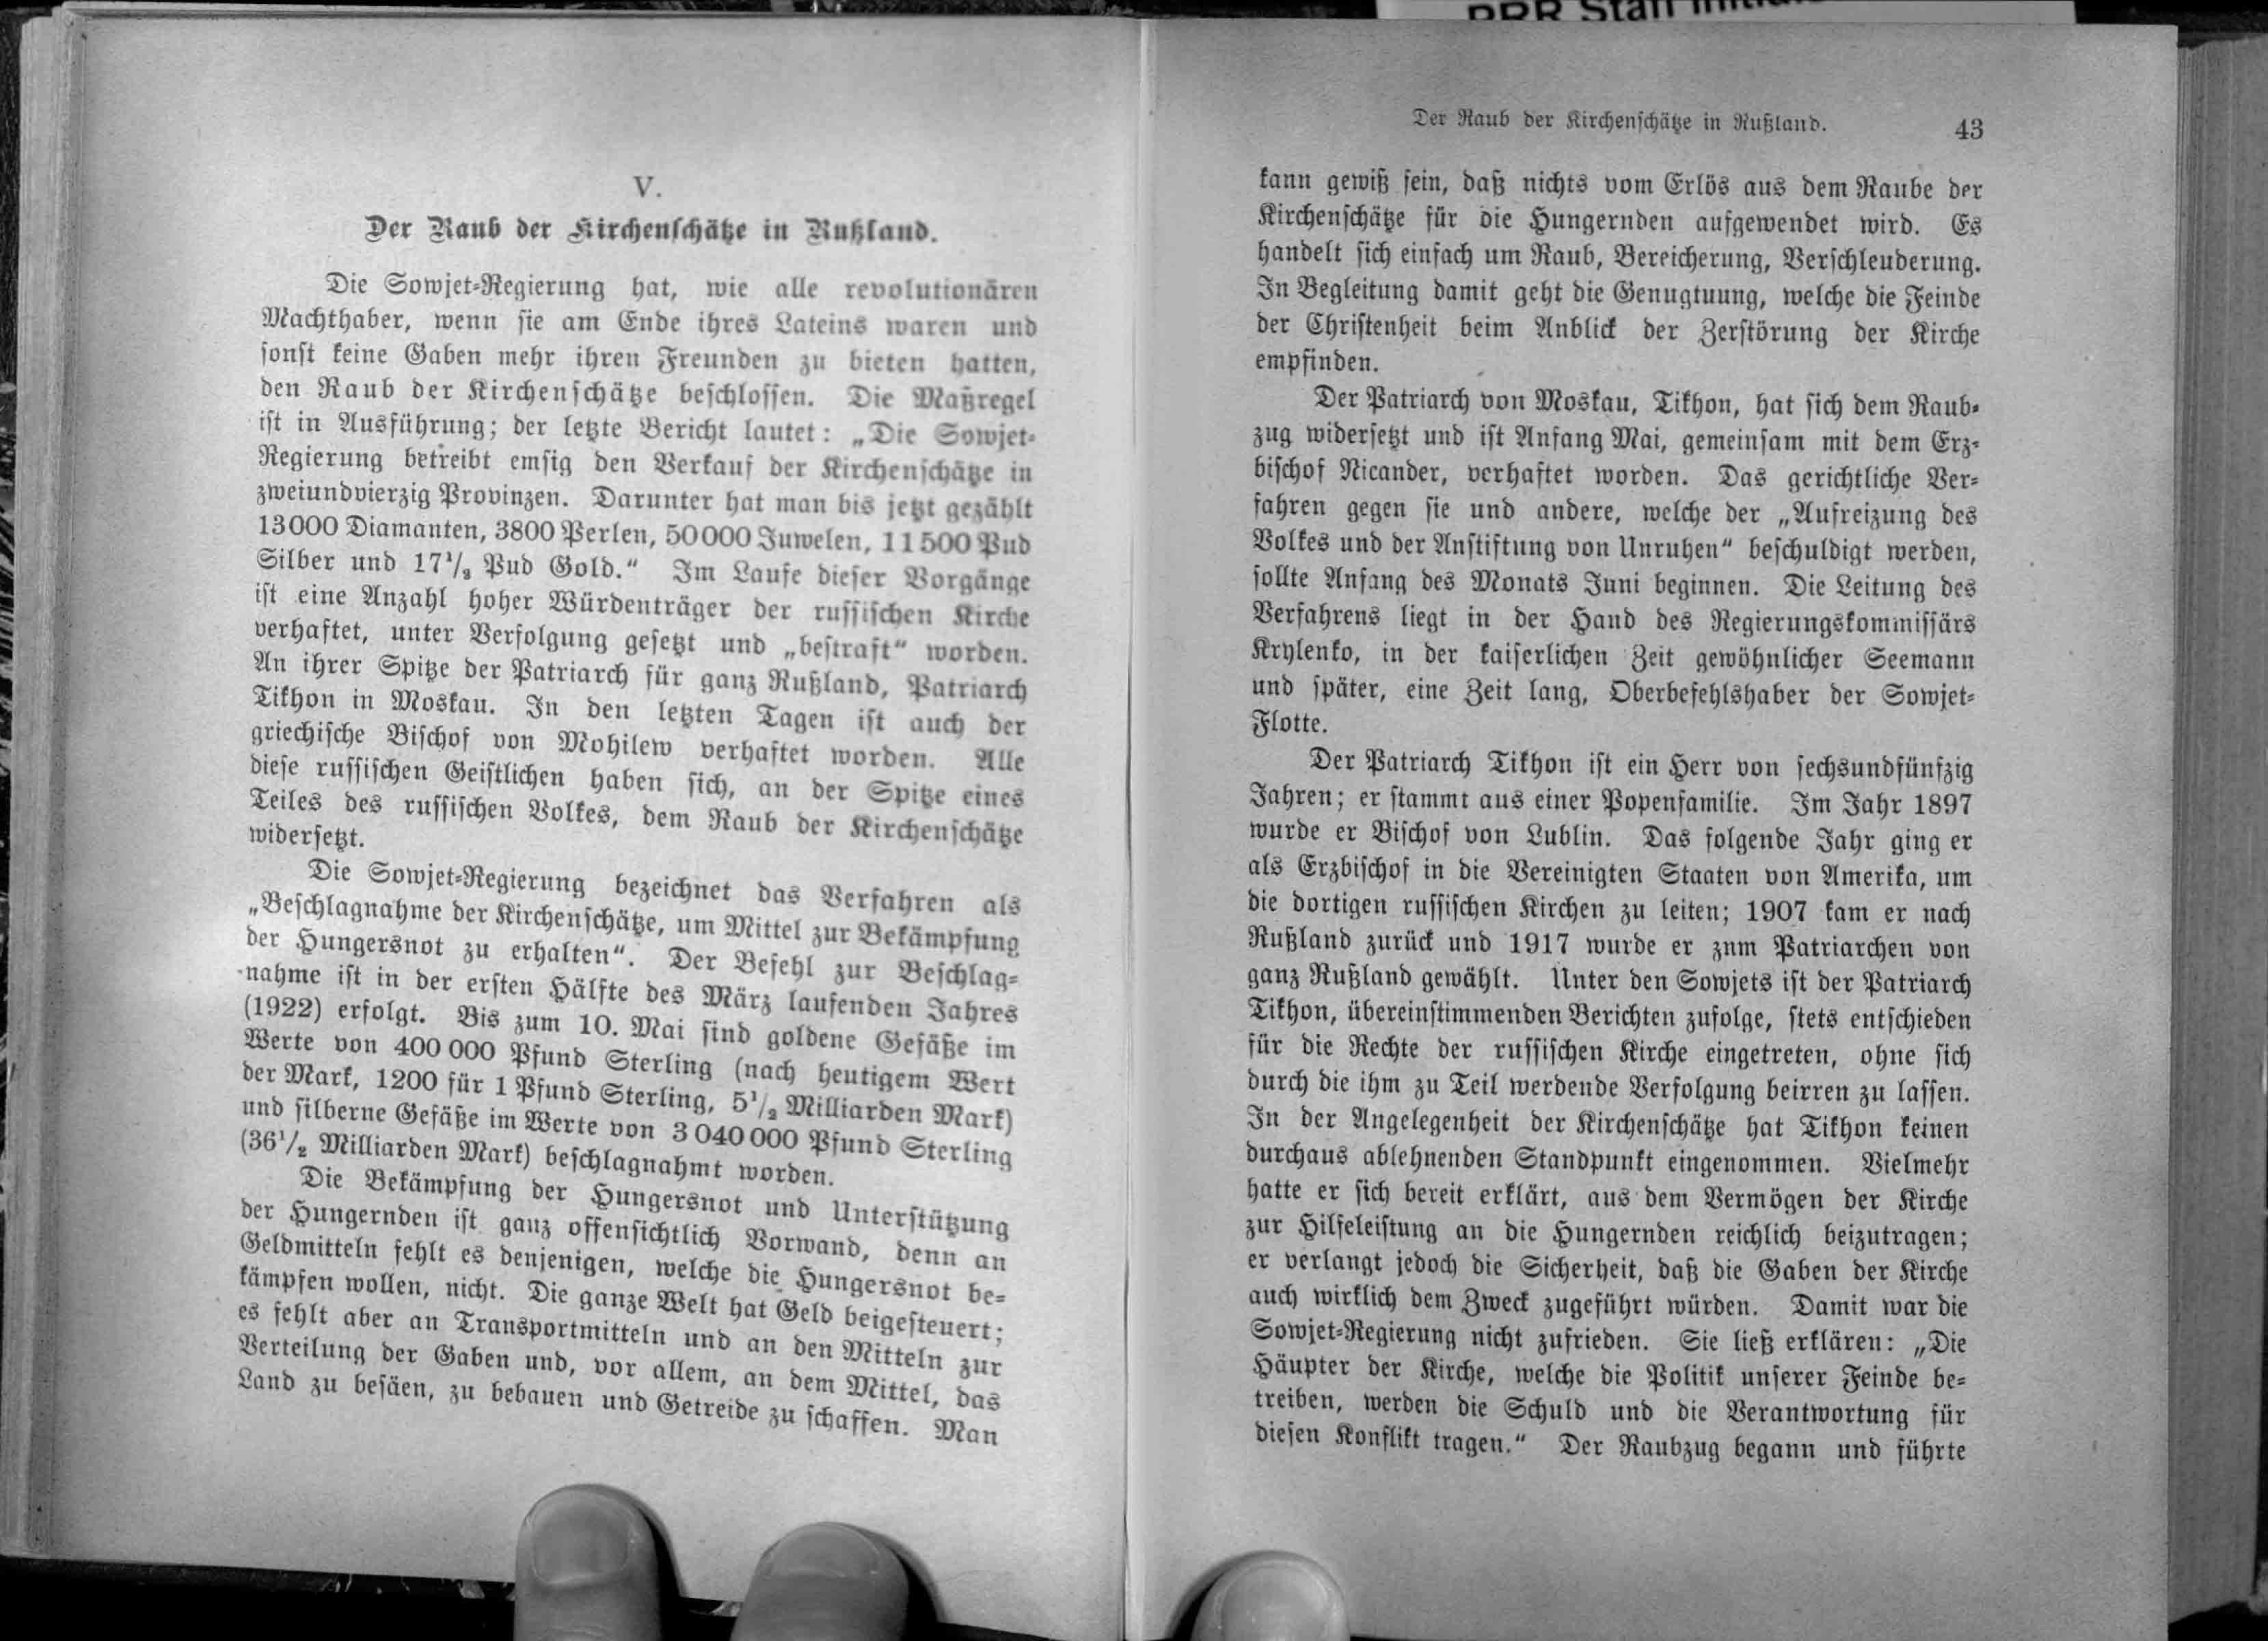 PRR Staff
V.
Der Raub der Kirchenschätze in Rußland.
Die Sowjet-Regierung hat, wie alle revolutionären
Machthaber, wenn sie am Ende ihres Lateins waren und
sonst keine Gaben mehr ihren Freunden zu bieten hatten,
den Raub der Kirchenschätze beschlossen. Die Maßregel
ist in Ausführung; der letzte Bericht lautet: „Die Sowjet-
Regierung betreibt emsig den Verkauf der Kirchenschätze in
zweiundvierzig Provinzen. Darunter hat man bis jetzt gezählt
13000 Diamanten, 3800 Perlen, 50000 Juwelen, 11500 Pud
Silber und 17½ Pud Gold.“ Im Laufe dieser Vorgänge
ist eine Anzahl hoher Würdenträger der russischen Kirche
verhaftet, unter Verfolgung gesetzt und „bestraft“ worden.
An ihrer Spitze der Patriarch für ganz Rußland, Patriarch
Tikhon in Moskau. In den letzten Tagen ist auch der
griechische Bischof von Mohilew verhaftet worden. Alle
diese russischen Geistlichen haben sich, an der Spitze eines
Teiles des russischen Volkes, dem Raub der Kirchenschätze
widersetzt.
Die Sowjet-Regierung bezeichnet das Verfahren als
„Beschlagnahme der Kirchenschätze, um Mittel zur Bekämpfung
der Hungersnot zu erhalten“. Der Befehl zur Beschlag-
nahme ist in der ersten Hälfte des März laufenden Jahres
(1922) erfolgt. Bis zum 10. Mai sind goldene Gefäße im
Werte von 400 000 Pfund Sterling (nach heutigem Wert
der Mark, 1200 für 1 Pfund Sterling, 5½ Milliarden Mark)
und silberne Gefäße im Werte von 3 040 000 Pfund Sterling
(36½ Milliarden Mark) beschlagnahmt worden.
Die Bekämpfung der Hungersnot und Unterstützung
der Hungernden ist ganz offensichtlich Vorwand, denn an
Geldmitteln fehlt es denjenigen, welche die Hungersnot be-
kämpfen wollen, nicht. Die ganze Welt hat Geld beigesteuert;
es fehlt aber an Transportmitteln und an den Mitteln zur
Verteilung der Gaben und, vor allem, an dem Mittel, das
Land zu besäen, zu bebauen und Getreide zu schaffen. Man
Der Raub der Kirchenschätze in Rußland. 43
kann gewiß sein, daß nichts vom Erlös aus dem Raube der
Kirchenschätze für die Hungernden aufgewendet wird. Es
handelt sich einfach um Raub, Bereicherung, Verschleuderung.
In Begleitung damit geht die Genugtuung, welche die Feinde
der Christenheit beim Anblick der Zerstörung der Kirche
empfinden.
Der Patriarch von Moskau, Tikhon, hat sich dem Raub-
zug widersetzt und ist Anfang Mai, gemeinsam mit dem Erz-
bischof Nicander, verhaftet worden. Das gerichtliche Ver-
fahren gegen sie und andere, welche der „Aufreizung des
Volkes und der Anstiftung von Unruhen“ beschuldigt werden,
sollte Anfang des Monats Juni beginnen. Die Leitung des
Verfahrens liegt in der Hand des Regierungskommissärs
Krylenko, in der kaiserlichen Zeit gewöhnlicher Seemann
und später, eine Zeit lang, Oberbefehlshaber der Sowjet-
Flotte.
Der Patriarch Tikhon ist ein Herr von sechsundfünfzig
Jahren; er stammt aus einer Popenfamilie. Im Jahr 1897
wurde er Bischof von Lublin. Das folgende Jahr ging er
als Erzbischof in die Vereinigten Staaten von Amerika, um
die dortigen russischen Kirchen zu leiten; 1907 kam er nach
Rußland zurück und 1917 wurde er znm Patriarchen von
ganz Rußland gewählt. Unter den Sowjets ist der Patriarch
Tikhon, übereinstimmenden Berichten zufolge, stets entschieden
für die Rechte der russischen Kirche eingetreten, ohne sich
durch die ihm zu Teil werdende Verfolgung beirren zu lassen.
In der Angelegenheit der Kirchenschätze hat Tikhon keinen
durchaus ablehnenden Standpunkt eingenommen. Vielmehr
hatte er sich bereit erklärt, aus dem Vermögen der Kirche
zur Hilfeleistung an die Hungernden reichlich beizutragen;
er verlangt jedoch die Sicherheit, daß die Gaben der Kirche
auch wirklich dem Zweck zugeführt würden. Damit war die
Sowjet-Regierung nicht zufrieden. Sie ließ erklären: „Die
Häupter der Kirche, welche die Politik unserer Feinde be-
treiben, werden die Schuld und die Verantwortung für
diesen Konflikt tragen.“ Der Raubzug begann und führte